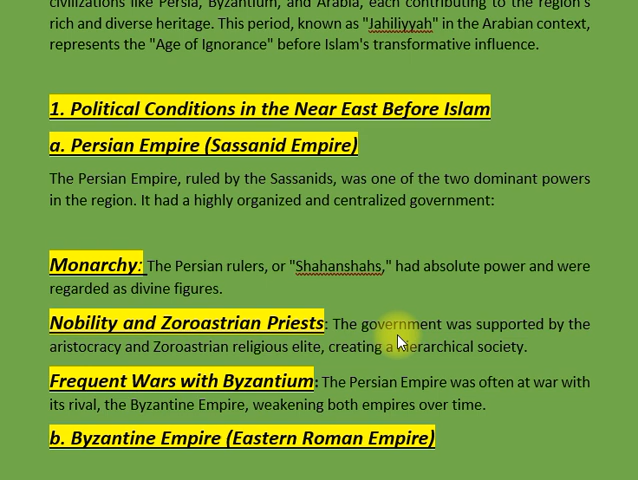 civilizations like Persia, Byzantium, and Arabia, each contributing to the region's
rich and diverse heritage. This period, known as "Jahiliyyah" in the Arabian context,
represents the "Age of Ignorance" before Islam's transformative influence.
1. Political Conditions in the Near East Before Islam
a. Persian Empire (Sassanid Empire)
The Persian Empire, ruled by the Sassanids, was one of the two dominant powers
in the region. It had a highly organized and centralized government:
Monarchy: The Persian rulers, or "Shahanshahs," had absolute power and were
regarded as divine figures.
Nobility and Zoroastrian Priests: The government was supported by the
aristocracy and Zoroastrian religious elite, creating a hierarchical society.
Frequent Wars with Byzantium: The Persian Empire was often at war with
its rival, the Byzantine Empire, weakening both empires over time.
b. Byzantine Empire (Eastern Roman Empire)